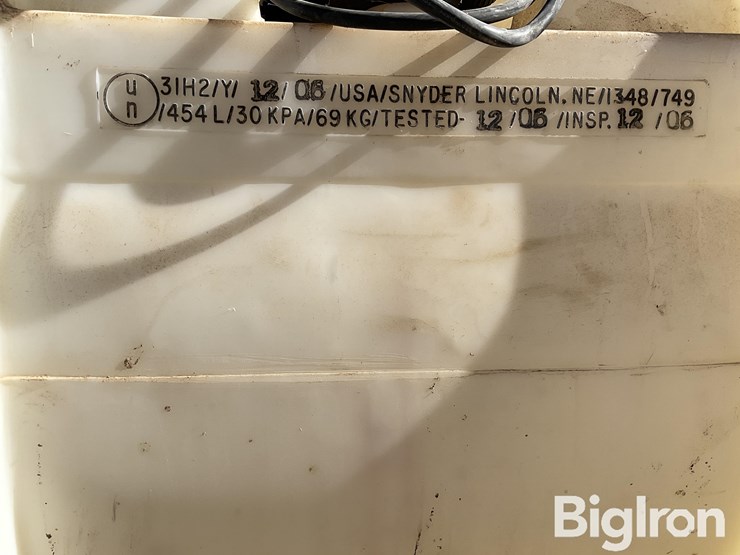 un 31H2/Y/ 12/ 06 /USA/SNYDER LINCOLN, NE/1348/749
/454 L/30 KPA/69 KG/TESTED- 12 /06 /INSP. 12 /06
BigIron